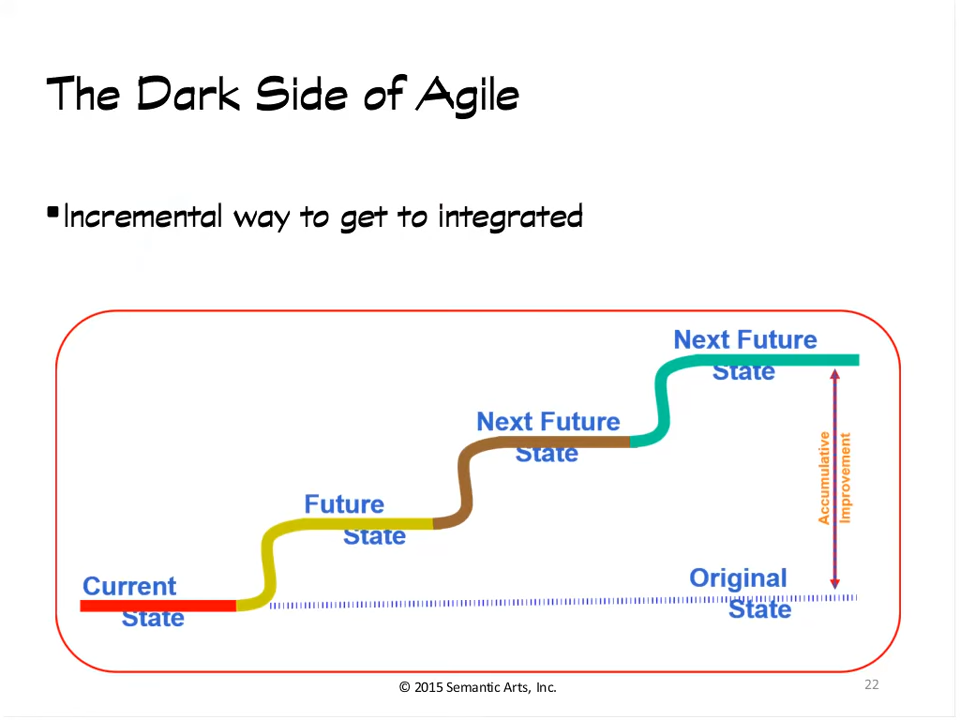 The Dark Side of Agile
▪Incremental way to get to integrated
Next Future
State
Next Future
State
Accumulative
Improvement
Future
State
Current
State
Original
State
© 2015 Semantic Arts, Inc.
22